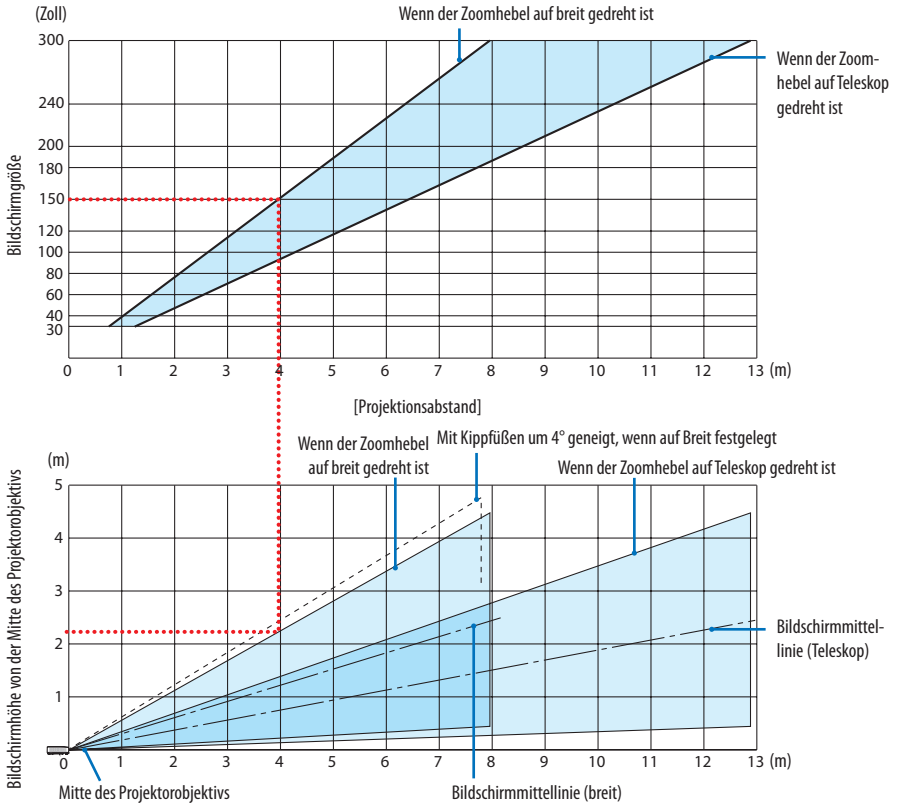 (Zoll)
Wenn der Zoomhebel auf breit gedreht ist
Wenn der Zoom-
hebel auf Teleskop
gedreht ist
Bildschirmgröße
300
240
200
180
150
120
100
80
60
40
30
0 1 2 3 4 5 6 7 8 9 10 11 12 13 (m)
[Projektionsabstand]
Wenn der Zoomhebel
auf breit gedreht ist
Mit Kippfüßen um 4° geneigt, wenn auf Breit festgelegt
Wenn der Zoomhebel auf Teleskop gedreht ist
(m)
Bildschirmhöhe von der Mitte des Projektorobjektivs
5
4
3
2
1
Bildschirmmittel-
linie (Teleskop)
0 1 2 3 4 5 6 7 8 9 10 11 12 13 (m)
Mitte des Projektorobjektivs
Bildschirmmittellinie (breit)